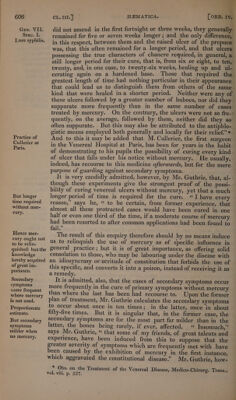 606
CL. III.]
HÆMATICA.
[ORD. IV.
Gen. VII.
Spec. I.
Lues syphilis.
did not ascend in the first fortnight or three weeks, they generally
remained for five or seven weeks longer; and the only difference,
in this respect, between them and the raised ulcer of the prepuce
was, that this often remained for a longer period, and that ulcers
possessing the true characters of chancre required, in general, a
still longer period for their cure, that is, from six or eight, to ten,
twenty, and, in one case, to twenty-six weeks, healing up and ul-
cerating again on a hardened base. Those that required the
greatest length of time had nothing particular in their appearance
that could lead us to distinguish them from others of the same
kind that were healed in a shorter period. Neither were any of
these ulcers followed by a greater number of buboes, nor did they
suppurate more frequently than in the same number of cases
treated by mercury. On the contrary, the ulcers were not so fre-
quently, on the average, followed by them, neither did they so
often suppurate. But this may be attributed to the antiphlo-
gistic means employed both generally and locally for their relief."*
Practice of
Cullerier at
Paris.
And to this it may be added that M Cullerier, the first surgeon
in the Venereal Hospital at Paris, has been for years in the habit
of demonstrating to his pupils the possibility of curing every kind
of ulcer that falls under his notice without mercury. He usually,
indeed, has recourse to this medicine afterwards, but for the mere
purpose of guarding against secondary symptoms.
It is very candidly admitted, however, by Mr. Guthrie, that, al-
though these experiments give the strongest proof of the possi-
bility of curing venereal ulcers without mercury, yet that a much
But longer
time required
without mer-
cury.
longer period of time is required for the cure. "I have every
reason," says he, "to be certain, from former experience, that
almost all these protracted cases would have been cured in one
half or even one third of the time, if a moderate course of mercury
had been resorted to after common applications had been found to
fail."
Hence mer-
cury ought not
to be relin-
quished: but the
knowledge
hereby acquired
of great im-
portance.
The result of this enquiry therefore should by no means induce
us to relinquish the use of mercury as of specific influence in
general practice; but it is of great importance, as offering solid
consolation to those, who may be labouring under the disease with
an idiosyncrasy or acritude of constitution that forbids the use of
this specific, and converts it into a poison, instead of receiving it as
a remedy.
Secondary
symptoms
more frequent
where mercury
is not used.
It is admitted, also, that the cases of secondary symptoms occur
more frequently in the cure of primary symptoms without mercury
than where the last has been had recourse to. Upon the former
plan of treatment, Mr. Guthrie calculates the secondary symptoms
Proportionate
estimate.
to occur about once in ten times; in the latter, once in about
fifty-five times. But it is singular that, in the former case, the
But secondary
symptoms
milder when
no mercury.
secondary symptoms are for the most part far milder than in the
latter, the bones being rarely, if ever, affected. "Insomuch,"
says Mr. Guthrie, "that some of my friends, of great talents and
experience, have been induced from this to suppose that the
greater severity of symptoms which are frequently met with have
been caused by the exhibition of mercury in the first instance,
which aggravated the constitutional disease." Mr. Guthrie, how-
* Obs. on the Treatment of the Venereal Disease, Medico-Chirurg. Trans.,
vol. viii. p. 557.